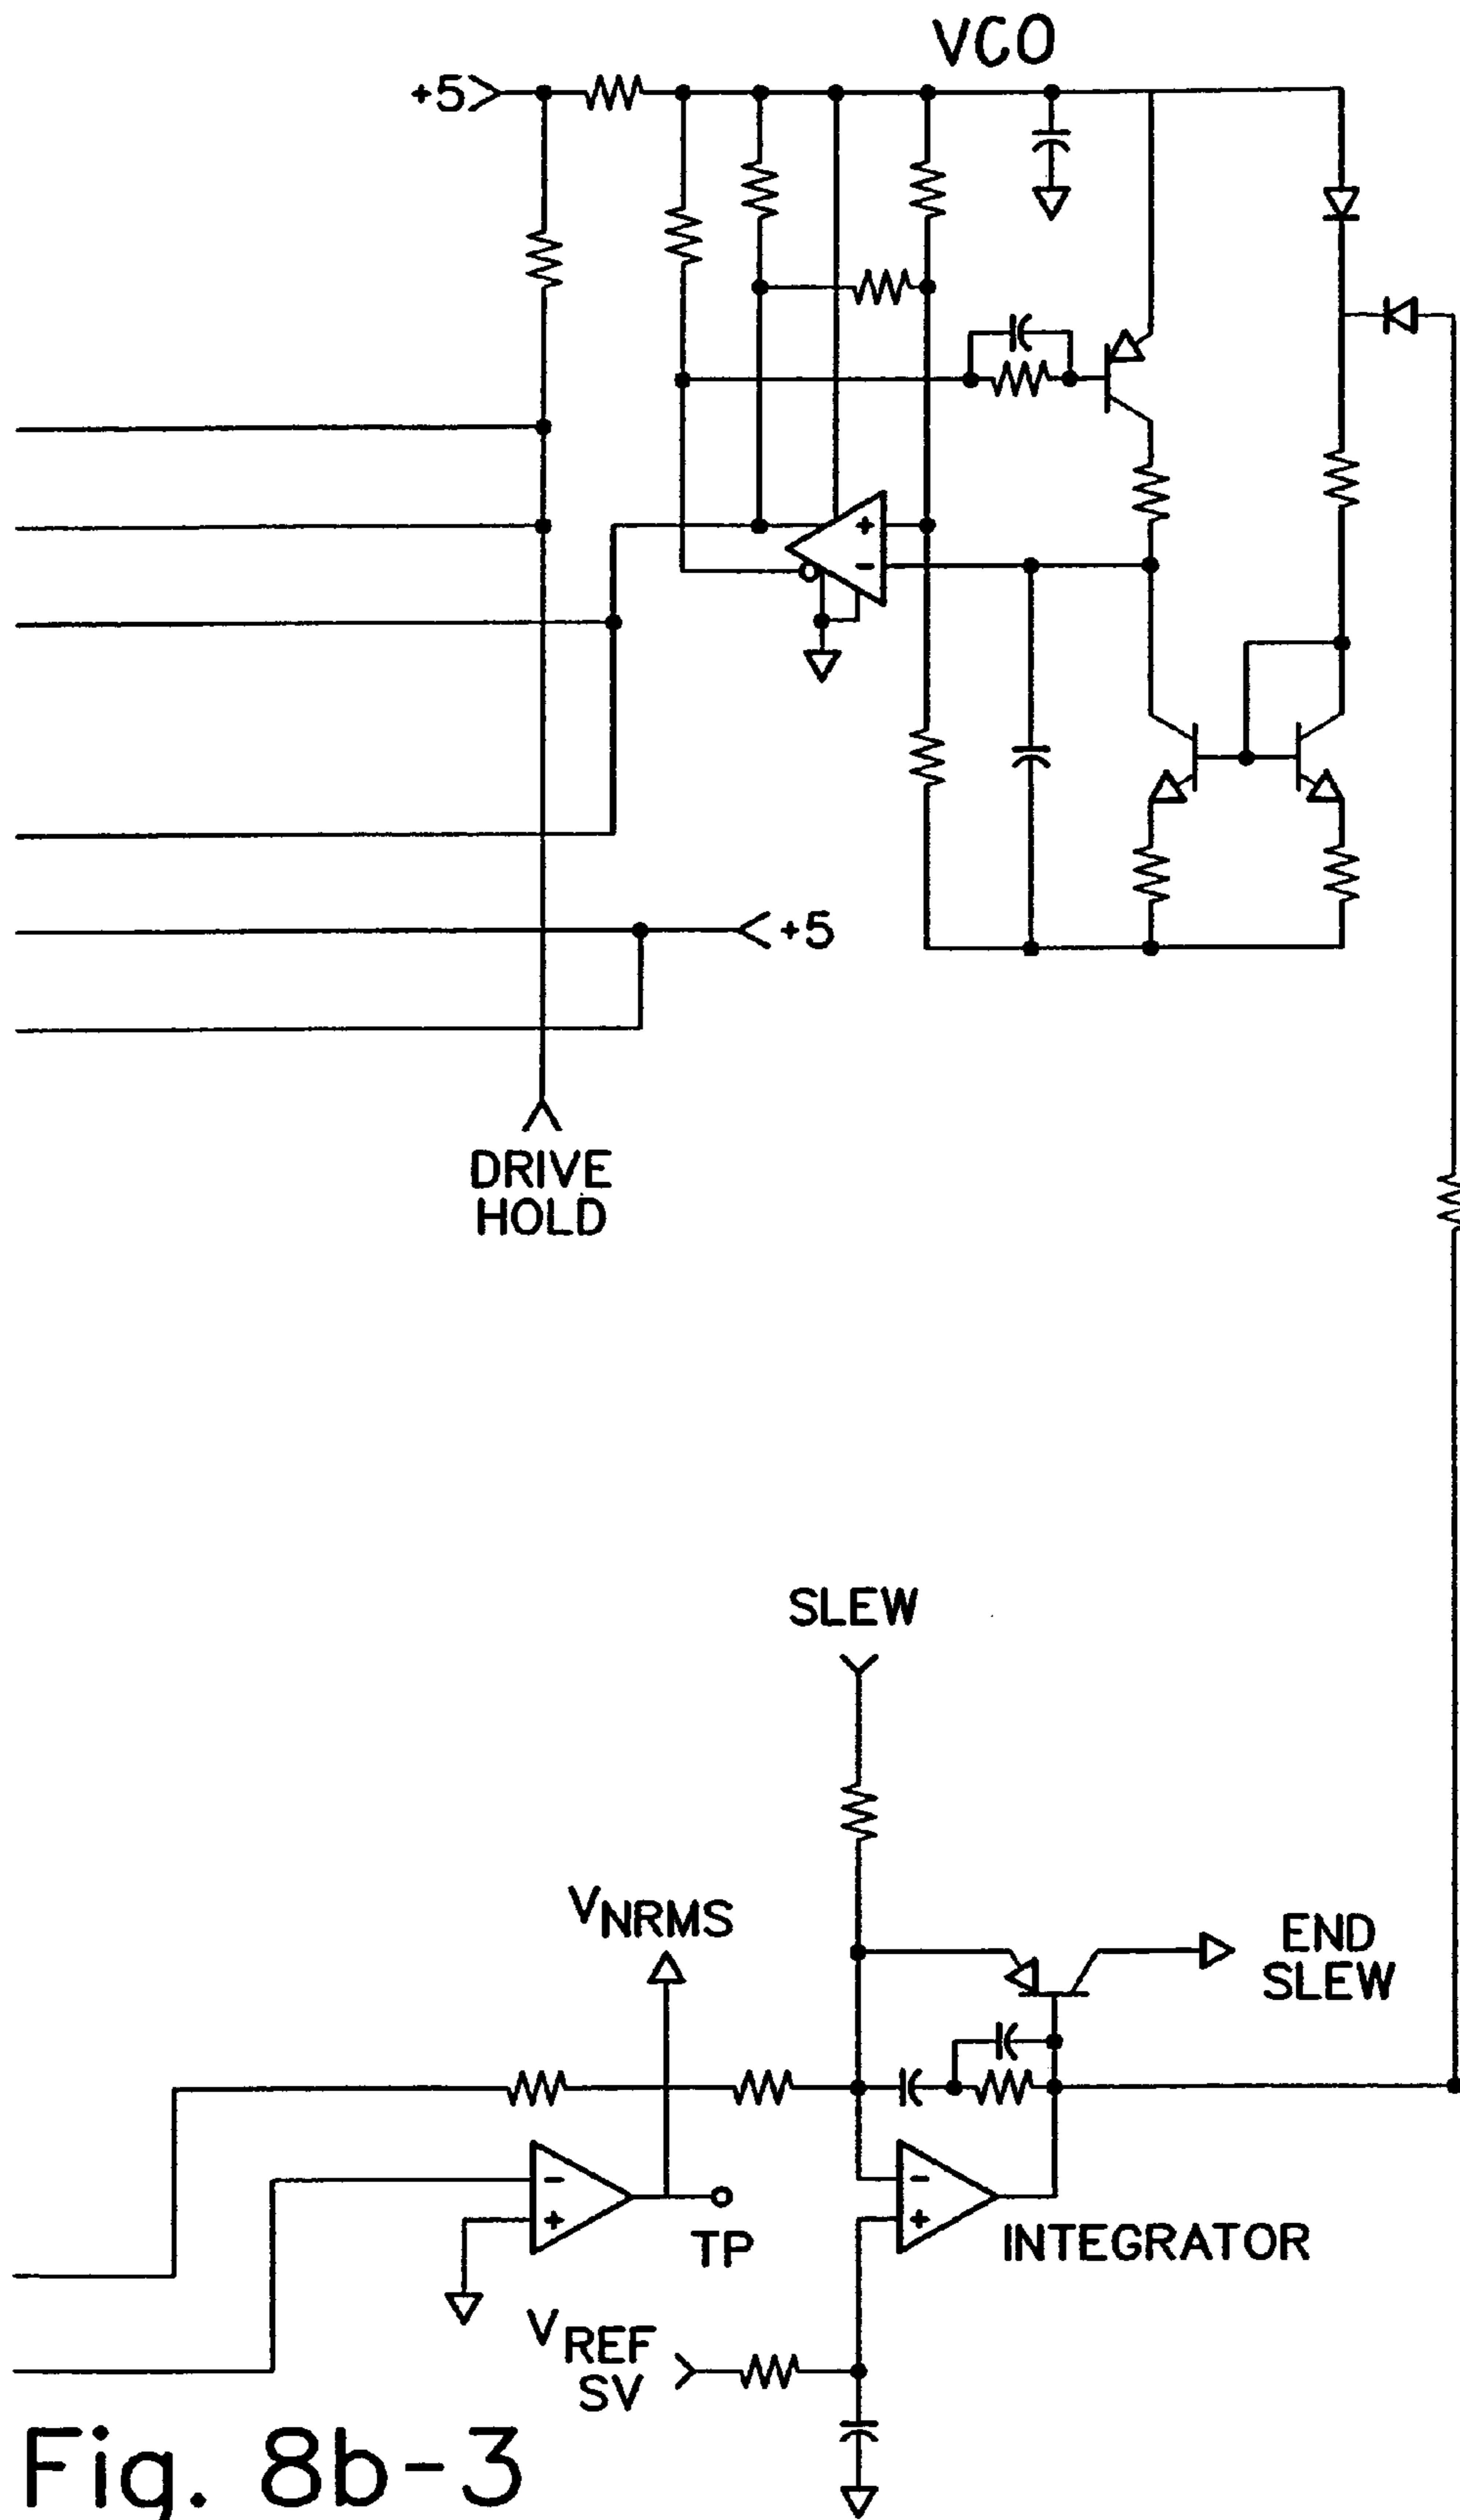 VCO
+5
+
-
+5
DRIVE
HOLD
SLEW
VNRMS
END
SLEW
-
+
TP
-
+
INTEGRATOR
VREF
SV
Fig. 8b-3